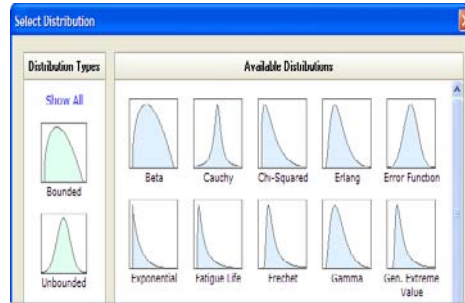 Select Distribution
Distribution Types
Available Distributions
Show All
Bounded
Unbounded
Beta
Cauchy
Chi-Squared
Erlang
Error Function
Exponential
Fatigue Life
Frechet
Gamma
Gen. Extreme
Value